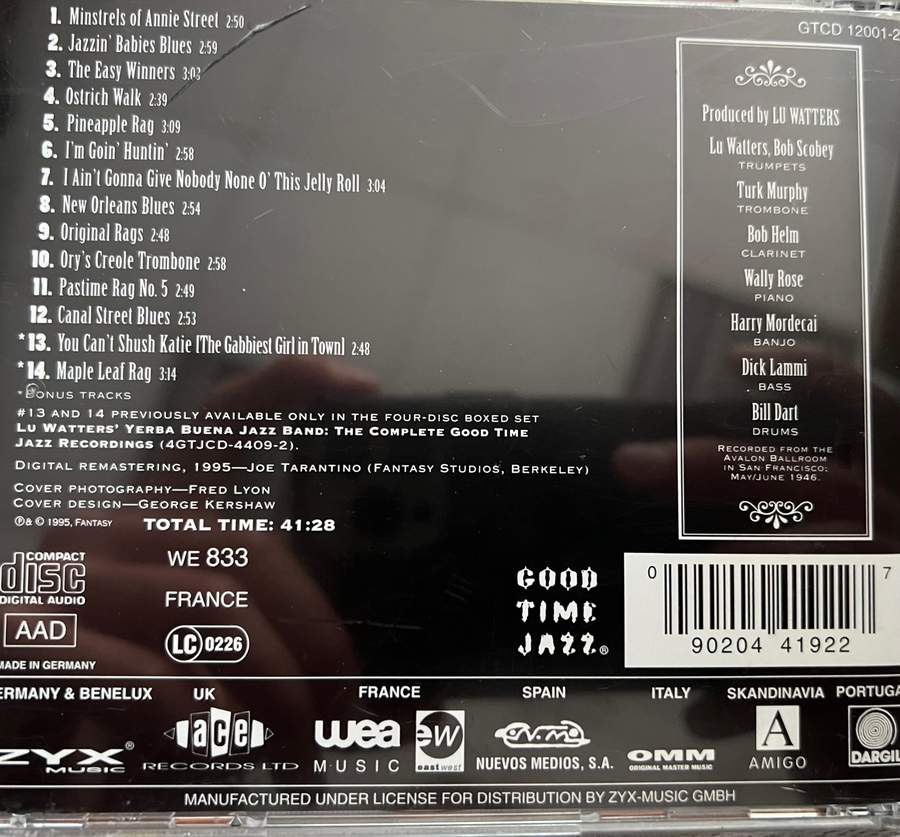 1. Minstrels of Annie Street 2:50
2. Jazzin' Babies Blues 2:59
3. The Easy Winners 3:03
4. Ostrich Walk 2:39
5. Pineapple Rag 3:09
6. I'm Goin' Huntin' 2:58
7. I Ain't Gonna Give Nobody None O' This Jelly Roll 3:04
8. New Orleans Blues 2:54
9. Original Rags 2:48
10. Ory's Creole Trombone 2:58
11. Pastime Rag No. 5 2:49
12. Canal Street Blues 2:53
*13. You Can't Shush Katie [The Gabbiest Girl in Town] 2:48
*14. Maple Leaf Rag 3:14
*BONUS TRACKS
#13 AND 14 PREVIOUSLY AVAILABLE ONLY IN THE FOUR-DISC BOXED SET
LU WATTERS' YERBA BUENA JAZZ BAND: THE COMPLETE GOOD TIME
JAZZ RECORDINGS (4GTJCD-4409-2).
DIGITAL REMASTERING, 1995—JOE TARANTINO (FANTASY STUDIOS, BERKELEY)
COVER PHOTOGRAPHY—FRED LYON
COVER DESIGN—GEORGE KERSHAW
℗& © 1995, FANTASY TOTAL TIME: 41:28
GTCD 12001-2
Produced by LU WATTERS
Lu Watters, Bob Scobey
TRUMPETS
Turk Murphy
TROMBONE
Bob Helm
CLARINET
Wally Rose
PIANO
Harry Mordecai
BANJO
Dick Lammi
BASS
Bill Dart
DRUMS
RECORDED FROM THE
AVALON BALLROOM
IN SAN FRANCISCO;
MAY/JUNE 1946.
COMPACT
disc
DIGITAL AUDIO
AAD
MADE IN GERMANY
WE 833
FRANCE
LC 0226
GOOD
TIME
JAZZ®
0 90204 41922 7
ERMANY & BENELUX
ZYX®
MUSIC
UK
ace
RECORDS LTD
FRANCE
wea
MUSIC
ew
eastwest
SPAIN
N.M.
NUEVOS MEDIOS, S.A.
ITALY
OMM
ORIGINAL MASTER MUSIC
SKANDINAVIA
A
AMIGO
PORTUGA
DARGIL
MANUFACTURED UNDER LICENSE FOR DISTRIBUTION BY ZYX-MUSIC GMBH